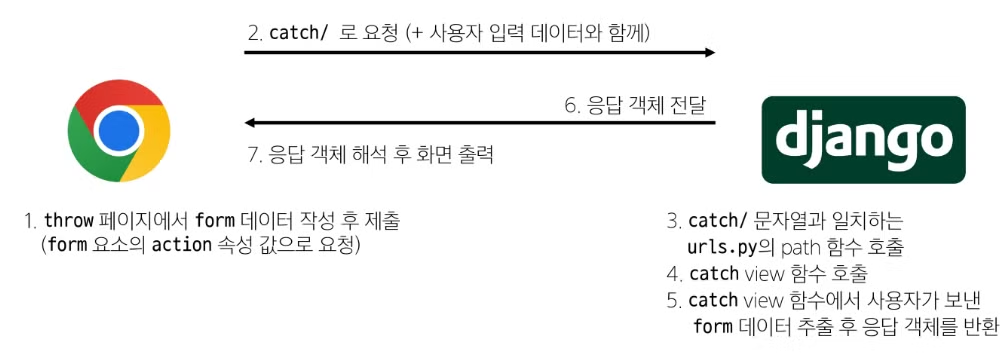 2. catch/ 로 요청 (+ 사용자 입력 데이터와 함께)
6. 응답 객체 전달
django
7. 응답 객체 해석 후 화면 출력
1. throw 페이지에서 form 데이터 작성 후 제출
(form 요소의 action 속성 값으로 요청)
3. catch/ 문자열과 일치하는
urls.py의 path 함수 호출
4. catch view 함수 호출
5. catch view 함수에서 사용자가 보낸
form 데이터 추출 후 응답 객체를 반환